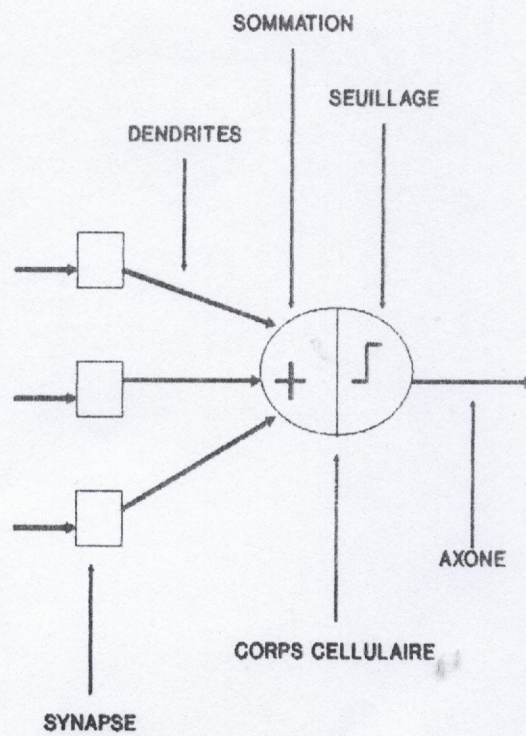 SOMMATION
SEUILLAGE
DENDRITES
AXONE
CORPS CELLULAIRE
SYNAPSE